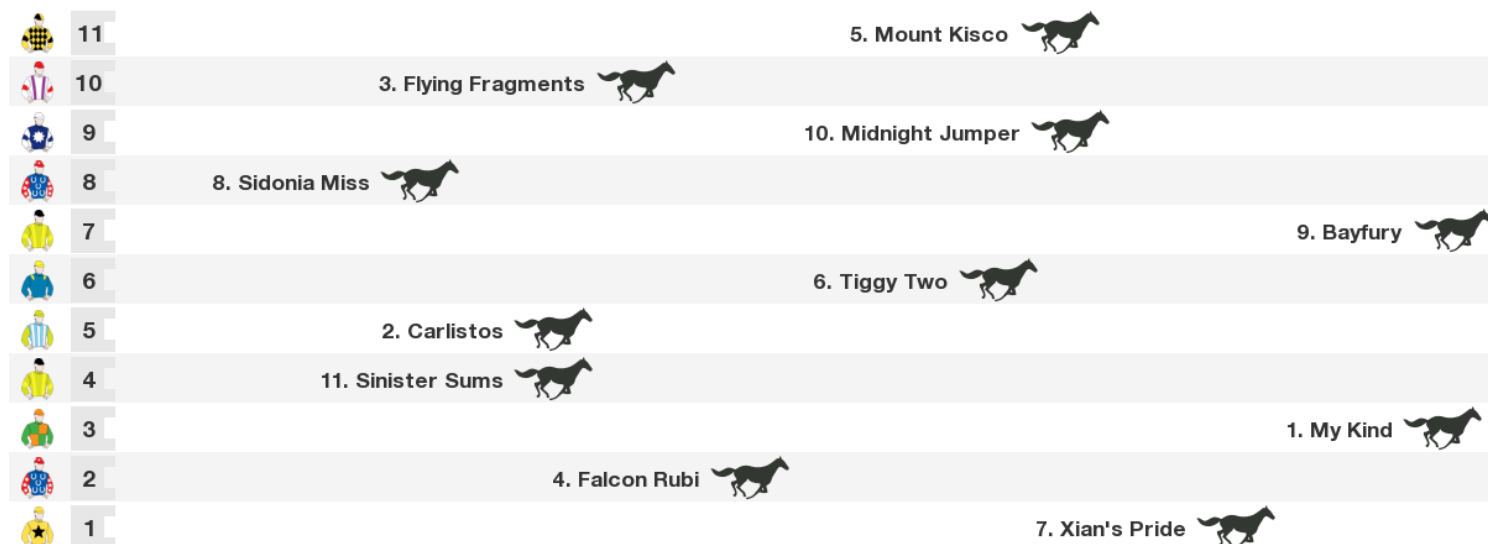 11 5. Mount Kisco
10 3. Flying Fragments
9 10. Midnight Jumper
8 8. Sidonia Miss
7 9. Bayfury
6 6. Tiggy Two
5 2. Carlistos
4 11. Sinister Sums
3 1. My Kind
2 4. Falcon Rubi
1 7. Xian's Pride